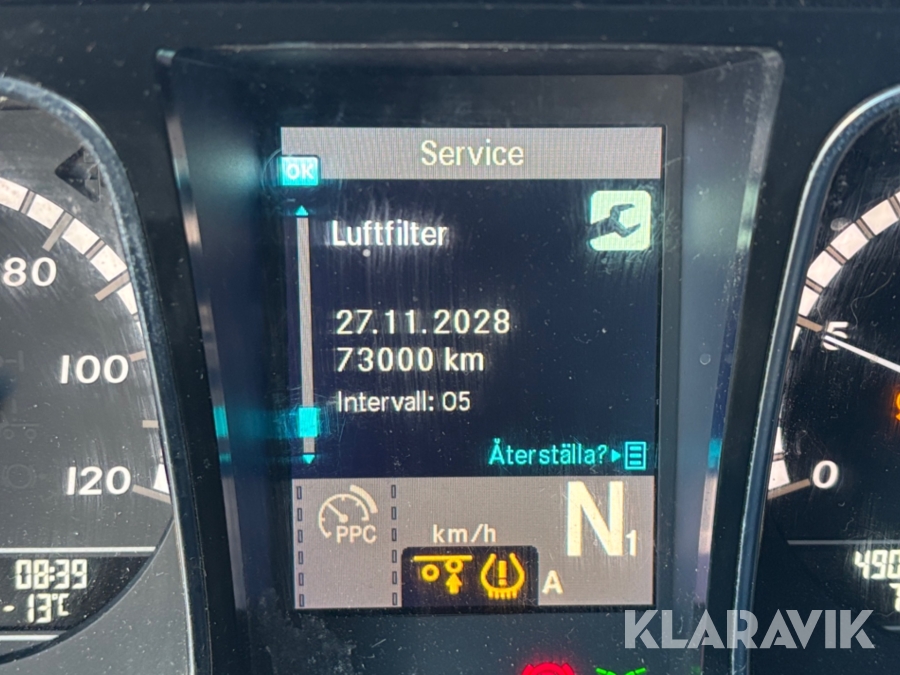 Service
OK
Luftfilter
27.11.2028
73000 km
Intervall: 05
Återställa?
PPC
km/h
N1
A
80
100
120
08:39
-13°C
5
0
490
KLARAVIK